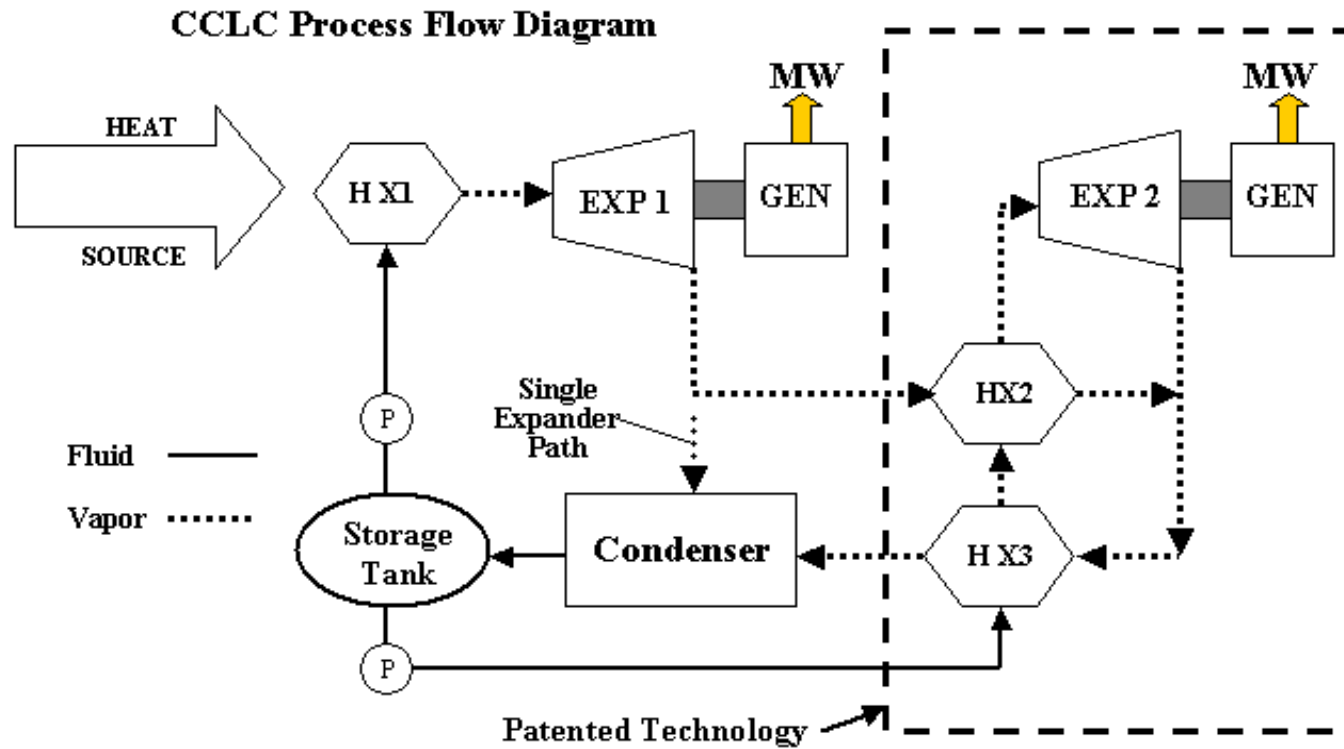 CCLC Process Flow Diagram
MW
MW
HEAT
H X1
EXP 1
GEN
EXP 2
GEN
SOURCE
HX2
Single
Expander
Path
P
Fluid
Vapor
Storage
Tank
Condenser
H X3
P
Patented Technology